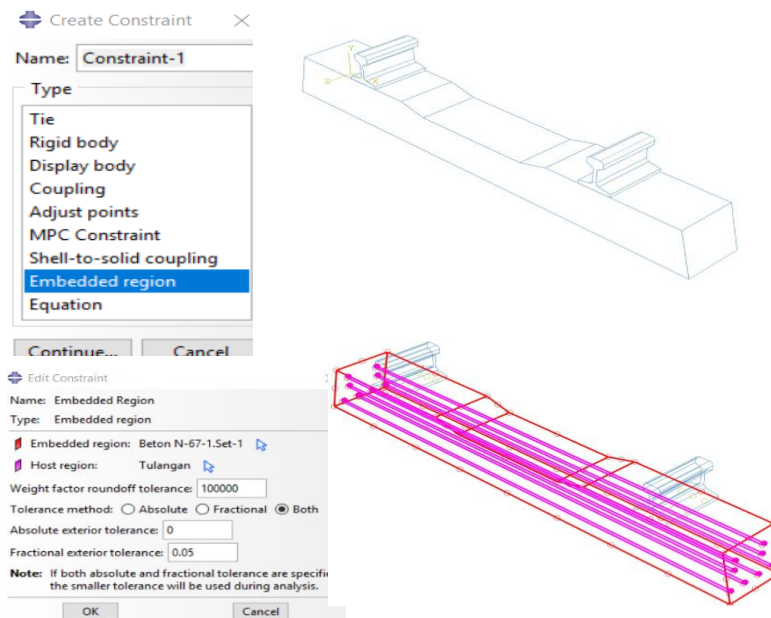 Create Constraint
Name: Constraint-1
Type
Tie
Rigid body
Display body
Coupling
Adjust points
MPC Constraint
Shell-to-solid coupling
Embedded region
Equation
Continue... Cancel
Edit Constraint
Name: Embedded Region
Type: Embedded region
Embedded region: Beton N-67-1.Set-1
Host region: Tulangan
Weight factor roundoff tolerance: 100000
Tolerance method: Absolute Fractional Both
Absolute exterior tolerance: 0
Fractional exterior tolerance: 0.05
Note: If both absolute and fractional tolerance are
the smaller tolerance will be used during analysis.
OK Cancel
Y
X